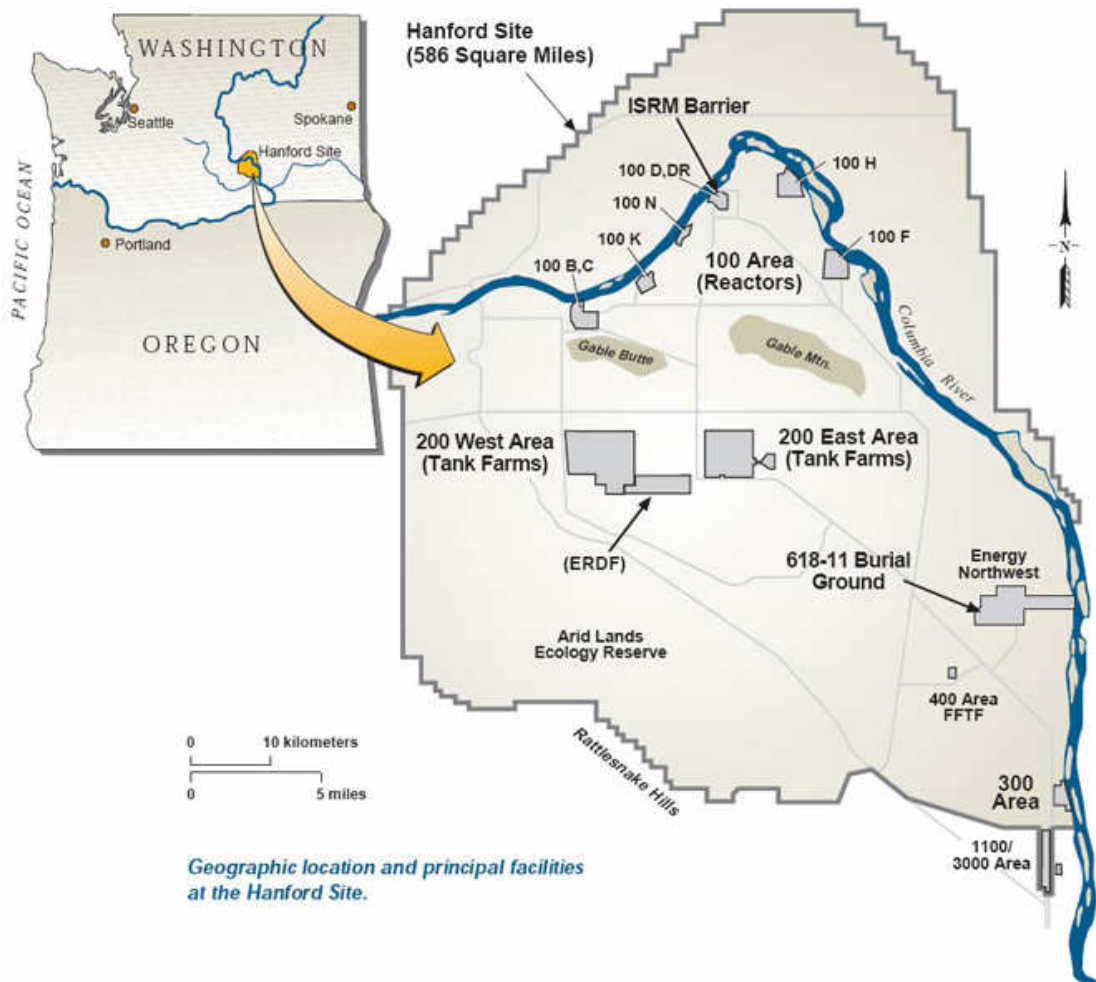 WASHINGTON
Seattle
Spokane
Hanford Site
PACIFIC OCEAN
Portland
OREGON
Hanford Site
(586 Square Miles)
ISRM Barrier
100 D,DR
100 H
100 N
100 K
100 F
100 B,C
100 Area
(Reactors)
N
Gable Butte
Gable Mtn.
Columbia River
200 West Area
(Tank Farms)
200 East Area
(Tank Farms)
(ERDF)
618-11 Burial
Ground
Energy
Northwest
Arid Lands
Ecology Reserve
400 Area
FFTF
Rattlesnake Hills
300
Area
1100/
3000 Area
0 10 kilometers
0 5 miles
Geographic location and principal facilities
at the Hanford Site.